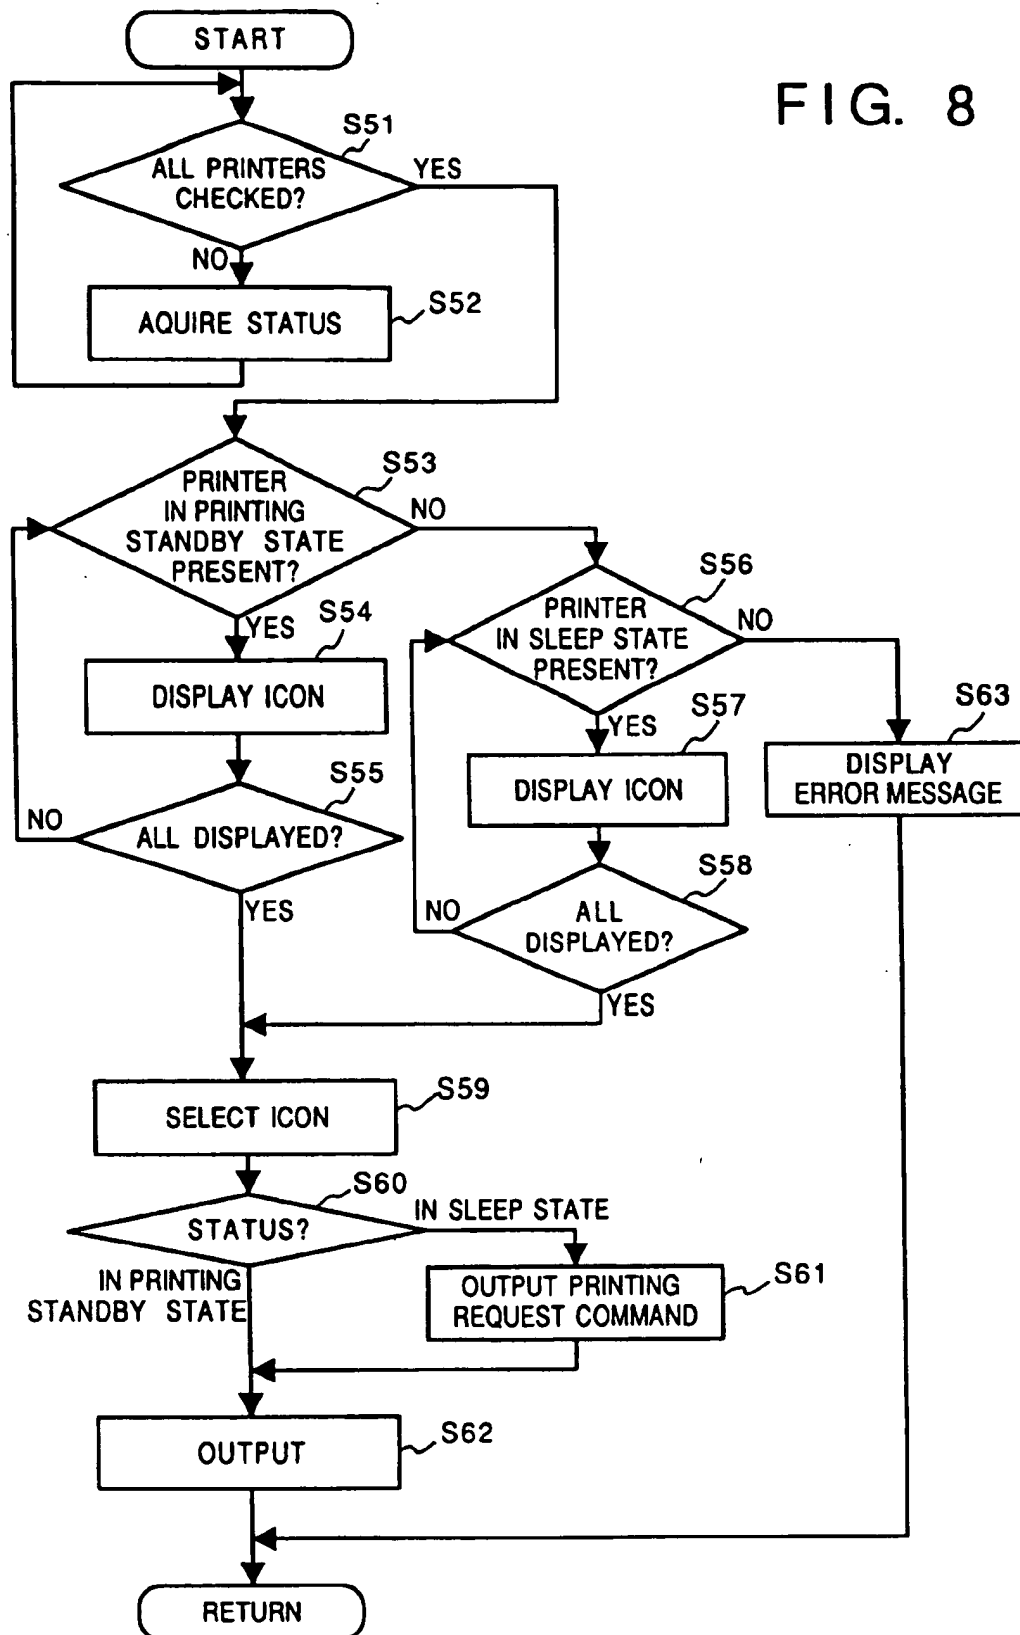 START
FIG. 8
S51
ALL PRINTERS
CHECKED?
YES
NO
S52
AQUIRE STATUS
S53
PRINTER
IN PRINTING
STANDBY STATE
PRESENT?
NO
YES
S54
DISPLAY ICON
S55
ALL DISPLAYED?
NO
YES
S56
PRINTER
IN SLEEP STATE
PRESENT?
NO
YES
S57
DISPLAY ICON
S63
DISPLAY
ERROR MESSAGE
S58
ALL
DISPLAYED?
NO
YES
S59
SELECT ICON
S60
STATUS?
IN SLEEP STATE
IN PRINTING
STANDBY STATE
S61
OUTPUT PRINTING
REQUEST COMMAND
S62
OUTPUT
RETURN